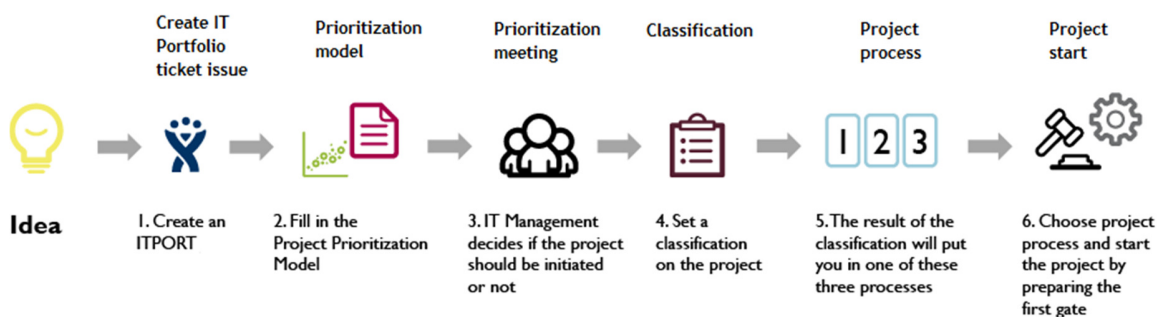 Create IT
Portfolio
ticket issue
Prioritization
model
Prioritization
meeting
Classification
Project
process
Project
start
1 2 3
Idea
1. Create an
ITPORT
2. Fill in the
Project Prioritization
Model
3. IT Management
decides if the project
should be initiated
or not
4. Set a
classification
on the project
5. The result of the
classification will put
you in one of these
three processes
6. Choose project
process and start
the project by
preparing the
first gate